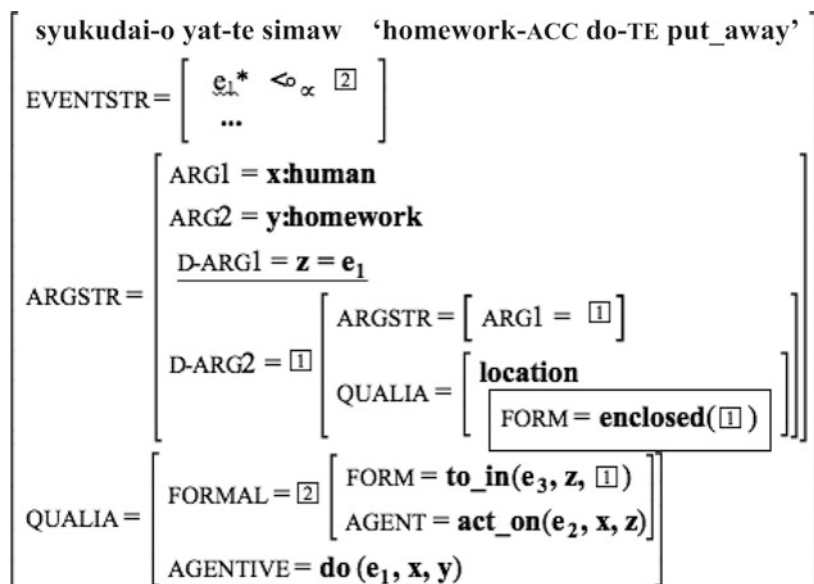 syukudai-o yat-te simaw ‘homework-ACC do-TE put_away’
EVENTSTR = e₁* <o∝ 2
...
ARG1 = x:human
ARG2 = y:homework
D-ARG1 = z = e₁
ARGSTR =
ARGSTR = [ ARG1 = 1 ]
D-ARG2 = 1
location
QUALIA =
FORM = enclosed(1)
FORM = to_in(e₃, z, 1)
FORMAL = 2
AGENT = act_on(e₂, x, z)
QUALIA =
AGENTIVE = do (e₁, x, y)